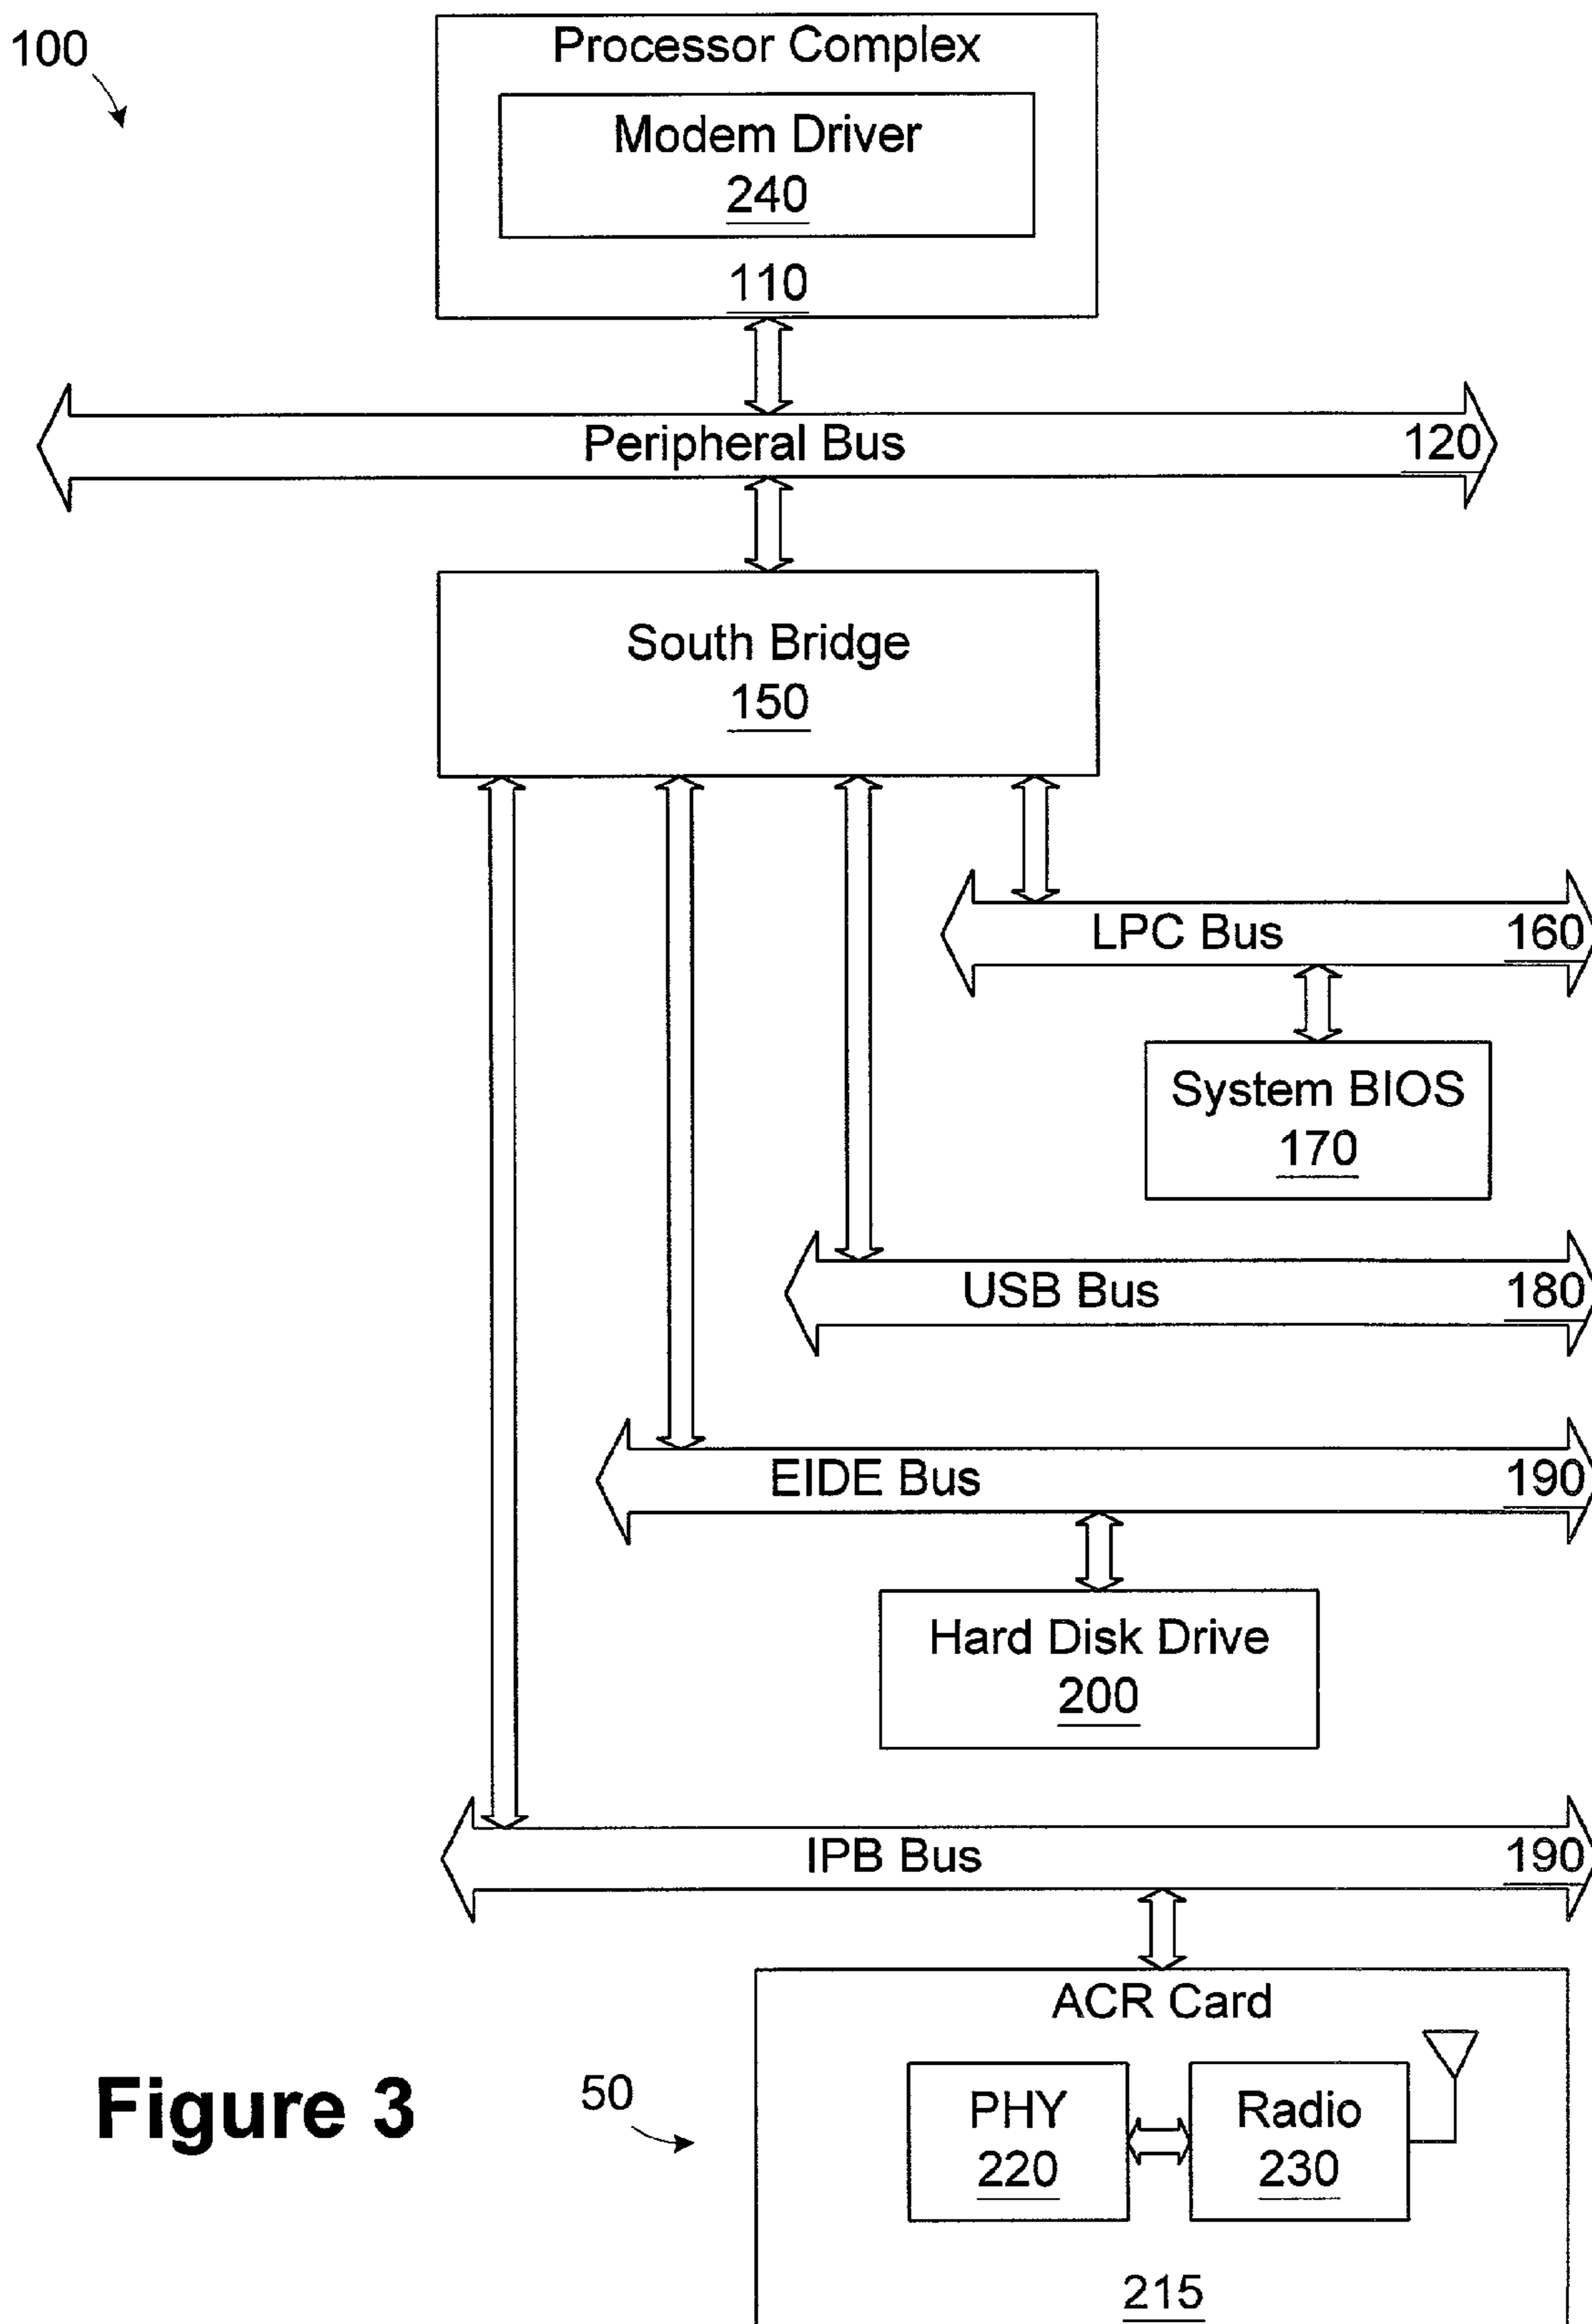 100
Processor Complex
Modem Driver
240
110
Peripheral Bus 120
South Bridge
150
LPC Bus 160
System BIOS
170
USB Bus 180
EIDE Bus 190
Hard Disk Drive
200
IPB Bus 190
ACR Card
Figure 3
50
PHY
220
Radio
230
215